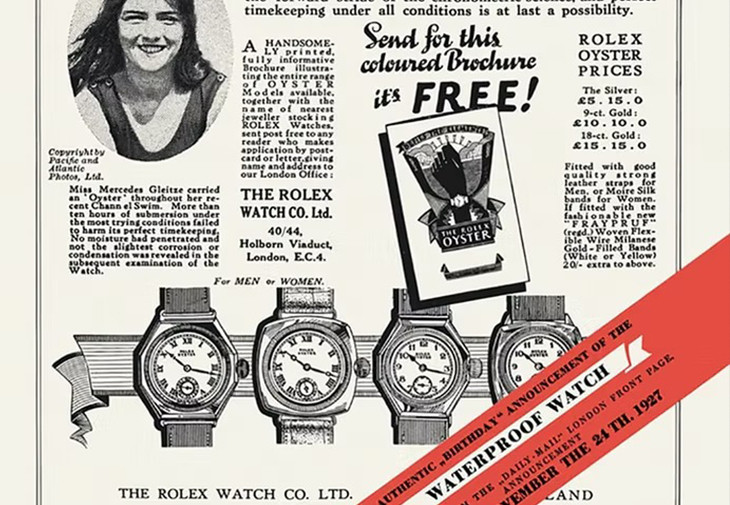 timekeeping under all conditions is at last a possibility.
A HANDSOME-
LY printed,
fully informative
Brochure illustra-
ting the entire range
of OYSTER
Models available,
together with the
name of nearest
jeweller stocking
ROLEX Watches,
sent post free to any
reader who makes
application by post-
card or letter, giving
name and address to
our London Office:
THE ROLEX
WATCH CO. Ltd.
40/44,
Holborn Viaduct,
London, E.C.4.
Send for this
coloured Brochure
it's FREE!
THE ROLEX
OYSTER
ROLEX
OYSTER
PRICES
The Silver:
£5.15.0
9-ct. Gold:
£10.10.0
18-ct. Gold:
£15.15.0
Fitted with good
quality strong
leather straps for
Men, or Moire Silk
bands for Women.
If fitted with the
fashionable new
"FRAYPRUF"
(regd.) Woven Flex-
ible Wire Milanese
Gold-Filled Bands
(White or Yellow)
20/- extra to above.
Copyright by
Pacific and
Atlantic
Photos, Ltd.
Miss Mercedes Gleitze carried
an 'Oyster' throughout her re-
cent Channel Swim. More than
ten hours of submersion under
the most trying conditions failed
to harm its perfect timekeeping.
No moisture had penetrated and
not the slightest corrosion or
condensation was revealed in the
subsequent examination of the
Watch.
For MEN or WOMEN.
ROLEX
OYSTER
THE ROLEX WATCH CO. LTD.
AUTHENTIC „BIRTHDAY" ANNOUNCEMENT OF THE
WATERPROOF WATCH
THE „DAILY-MAIL" LONDON FRONT PAGE
ANNOUNCEMENT
THE 24 TH. 1927